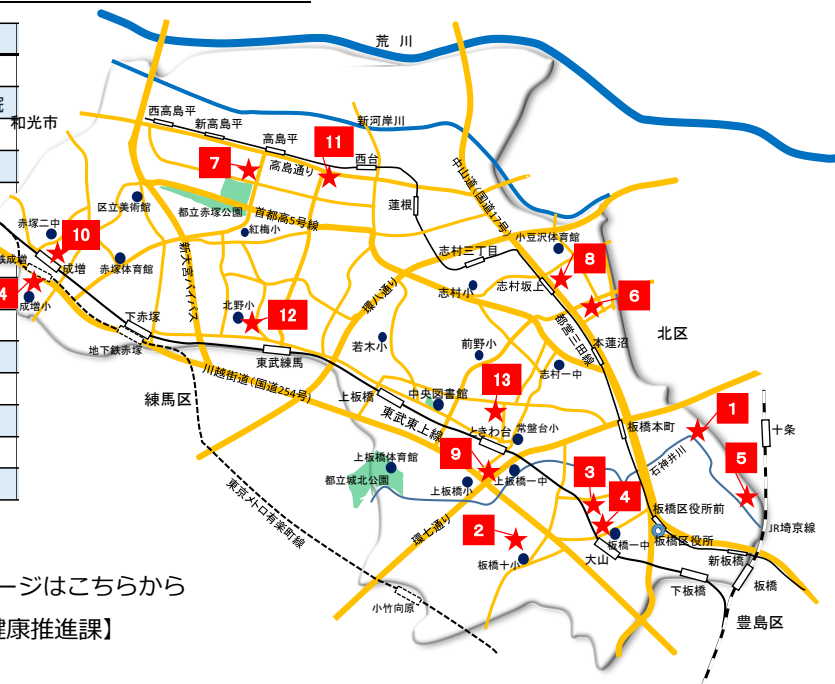 荒 川
院
和光市
西高島平
新高島平
高島平
新河岸川
11
7
高島通り
西台
中山道(国道17号)
区立美術館
都立赤塚公園
首都高5号線
蓮根
赤塚二中
紅梅小
10
小豆沢体育館
志村三丁目
8
鉄成増
成増
赤塚体育館
新大宮バイパス
環八通り
志村小
志村坂上
4
成増小
6
北野小
12
都営三田線
下赤塚
本蓮沼
北区
地下鉄赤塚
若木小
前野小
東武練馬
川越街道(国道254号)
志村一中
13
練馬区
上板橋
中央図書館
1
東武東上線
ときわ台
常盤台小
板橋本町
十条
9
石神井川
5
上板橋体育館
都立城北公園
上板橋一中
上板橋小
3
東京メトロ有楽町線
4
板橋区役所前
環七通り
2
JR埼京線
板橋一中
板橋区役所
大山
板橋十小
新板橋
下板橋
板橋
ージはこちらから
小竹向原
豊島区
健康推進課】